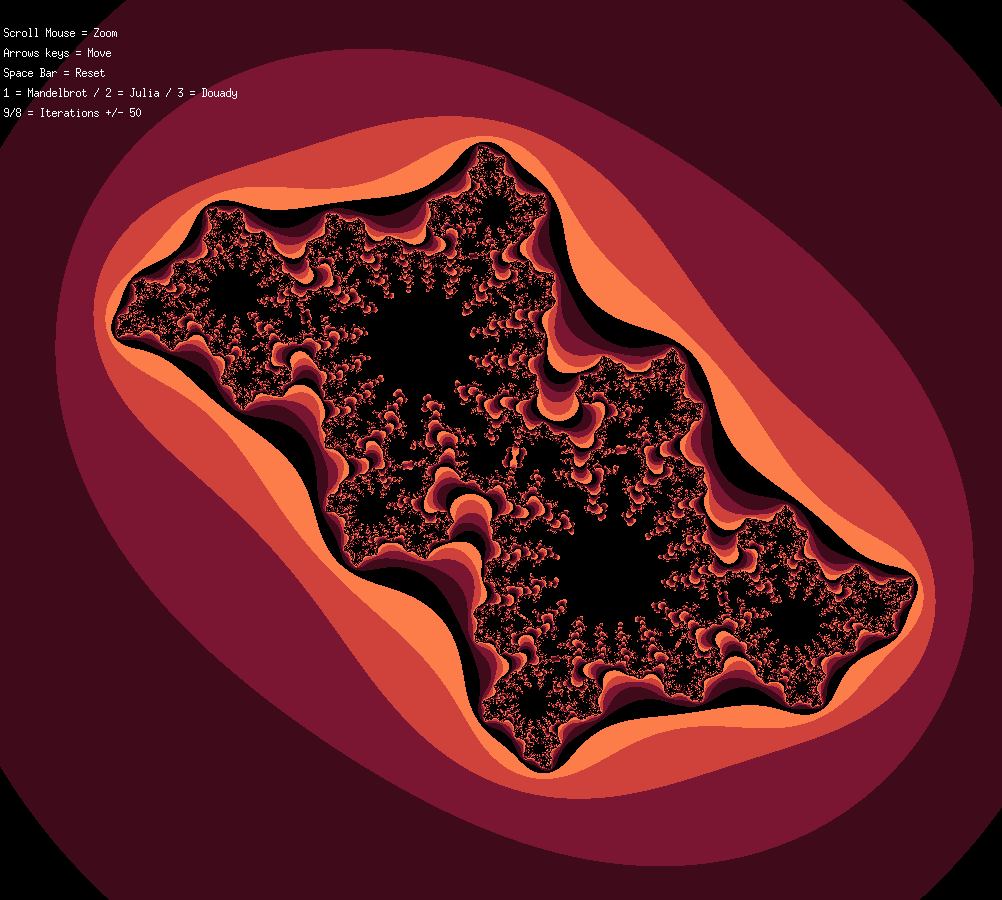 Scroll Mouse = Zoom
Arrows keys = Move
Space Bar = Reset
1 = Mandelbrot / 2 = Julia / 3 = Douady
9/8 = Iterations +/- 50